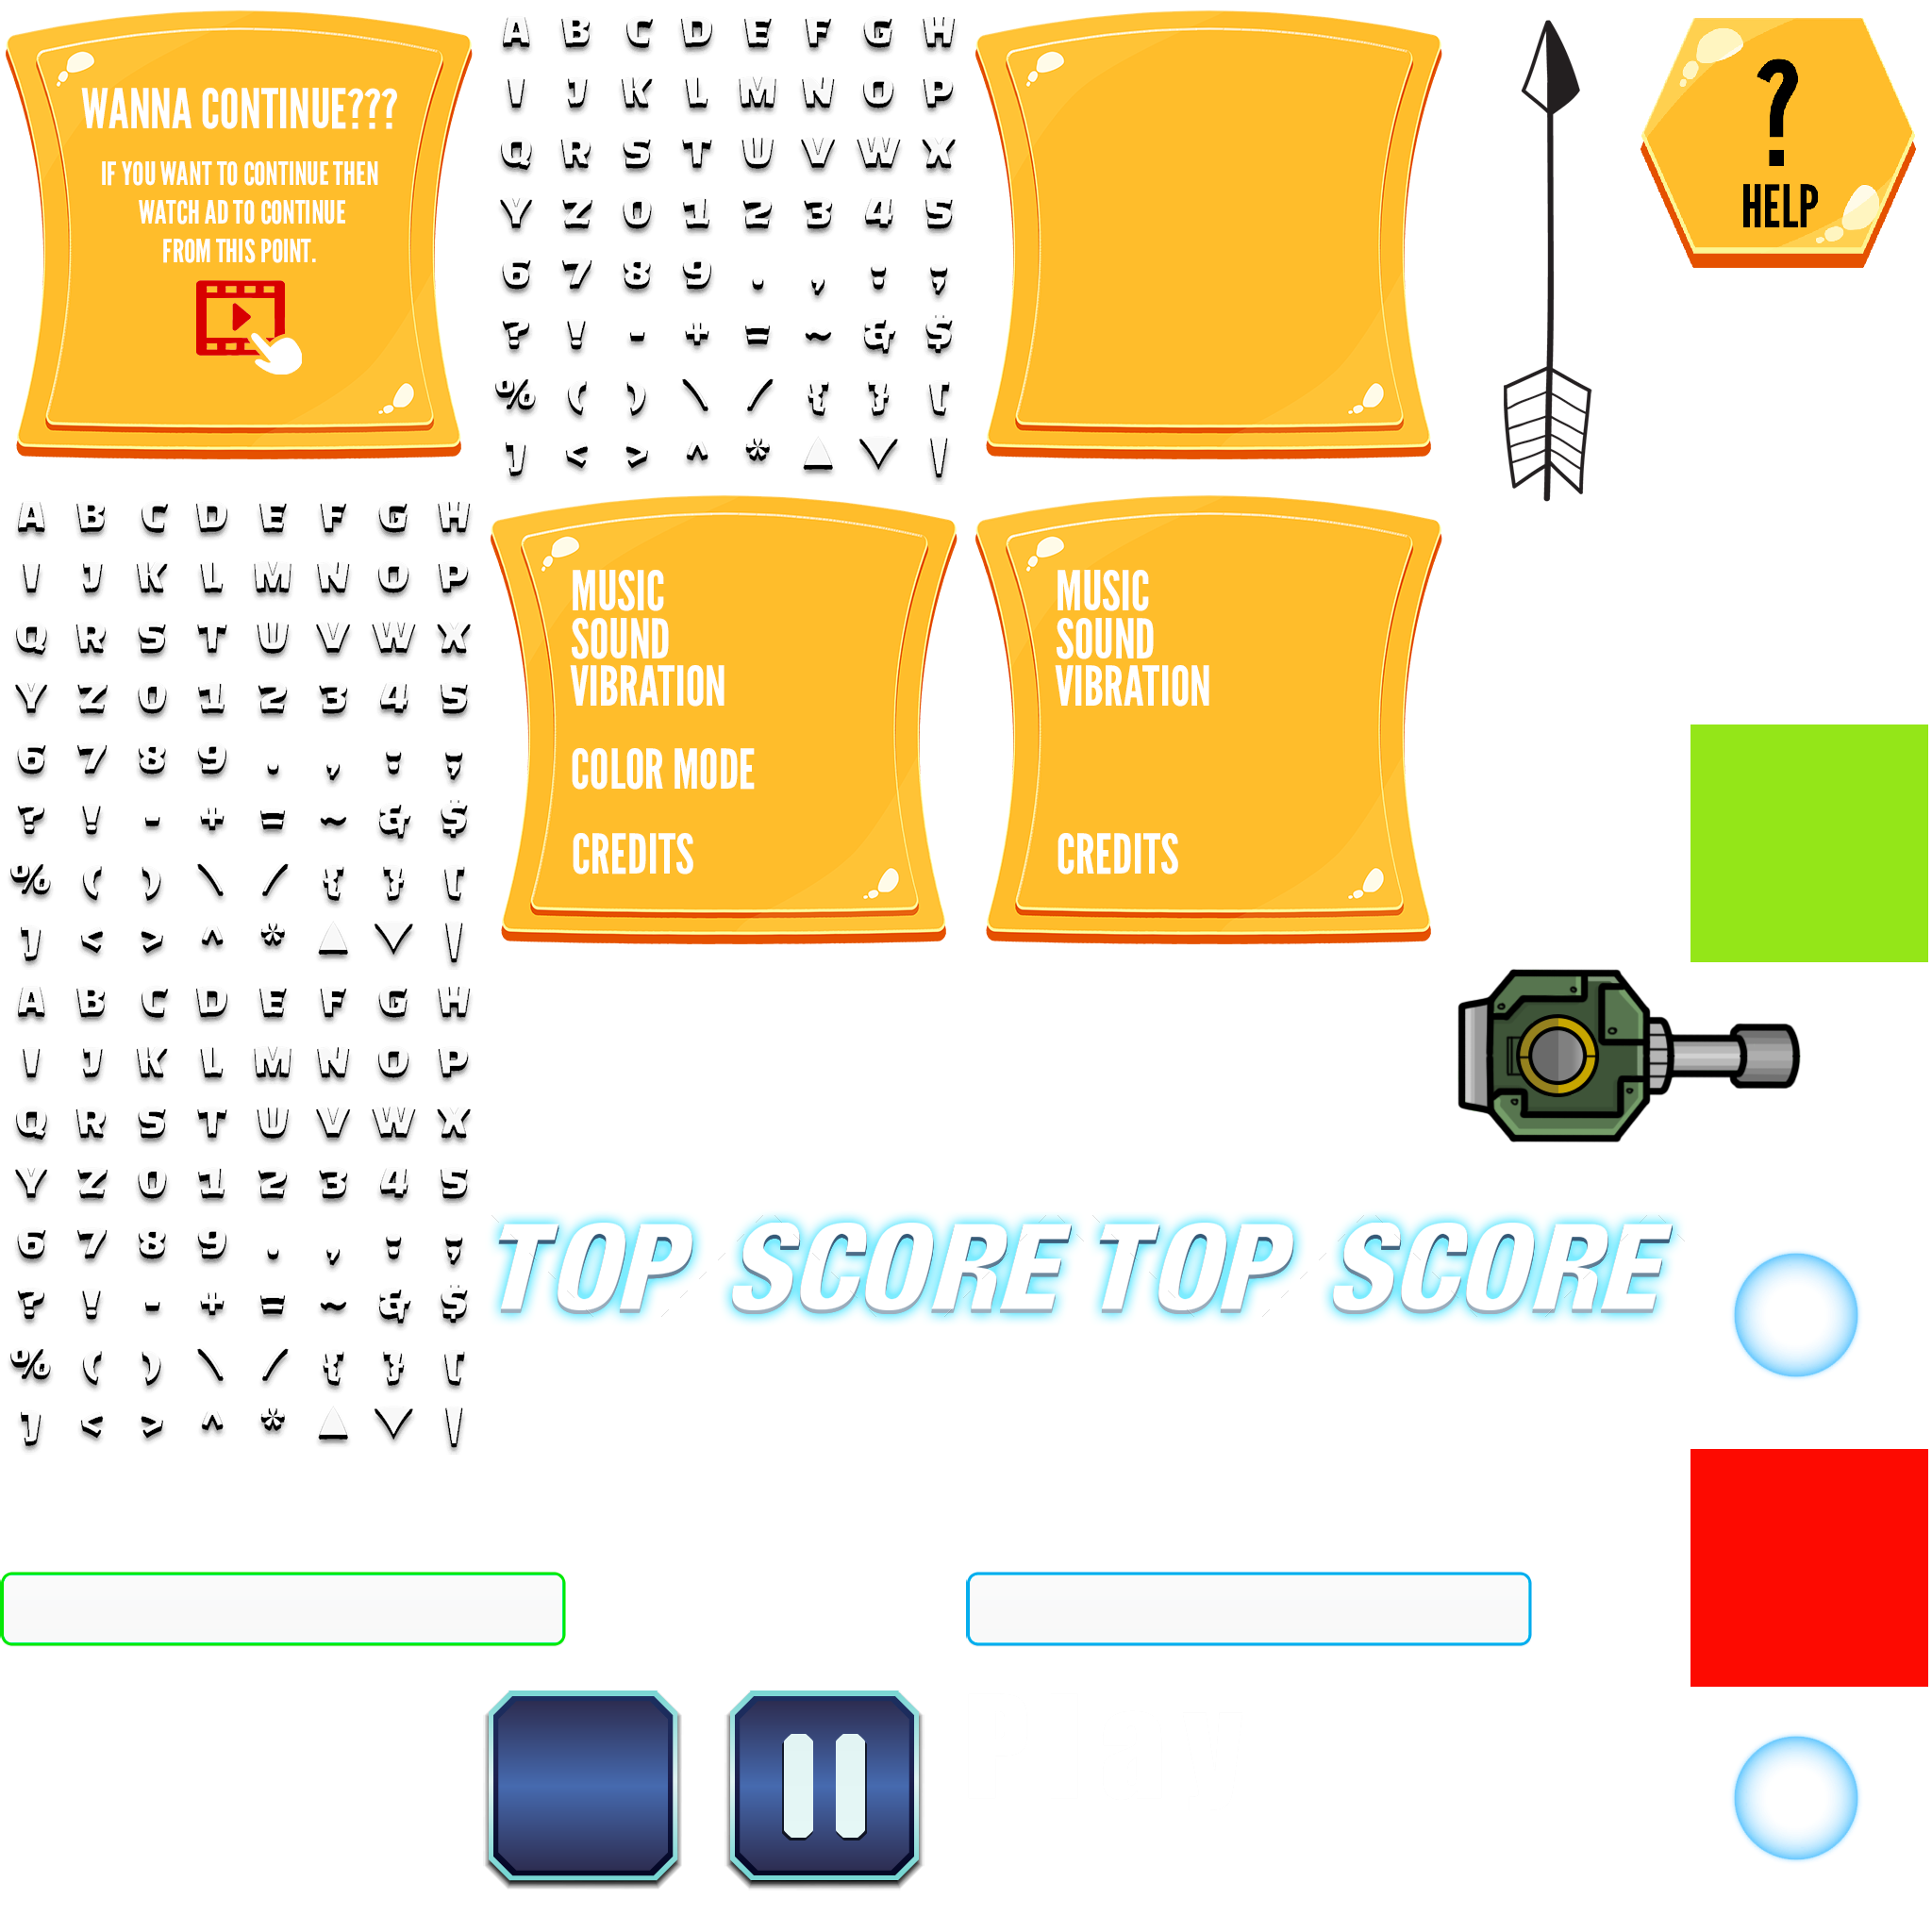 WANNA CONTINUE???
IF YOU WANT TO CONTINUE THEN
WATCH AD TO CONTINUE
FROM THIS POINT.
A B C D E F G H
I J K L M N O P
Q R S T U V W X
Y Z 0 1 2 3 4 5
6 7 8 9 . , : ;
? ! - + = ~ & $
% ( ) \ / { } [
] < > ^ * △ ▽ |
?
HELP
A B C D E F G H
I J K L M N O P
Q R S T U V W X
Y Z 0 1 2 3 4 5
6 7 8 9 . , : ;
? ! - + = ~ & $
% ( ) \ / { } [
] < > ^ * △ ▽ |
MUSIC
SOUND
VIBRATION
COLOR MODE
CREDITS
MUSIC
SOUND
VIBRATION
CREDITS
A B C D E F G H
I J K L M N O P
Q R S T U V W X
Y Z 0 1 2 3 4 5
6 7 8 9 . , : ;
? ! - + = ~ & $
% ( ) \ / { } [
] < > ^ * △ ▽ |
TOP SCORE
TOP SCORE